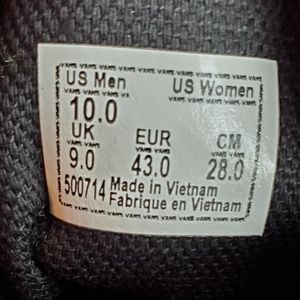 US Men US Women
10.0
UK EUR CM
9.0 43.0 28.0
500714 Made in Vietnam
Fabrique en Vietnam